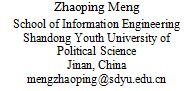 Zhaoping Meng
School of Information Engineering
Shandong Youth University of
Political Science
Jinan, China
mengzhaoping@sdyu.edu.cn